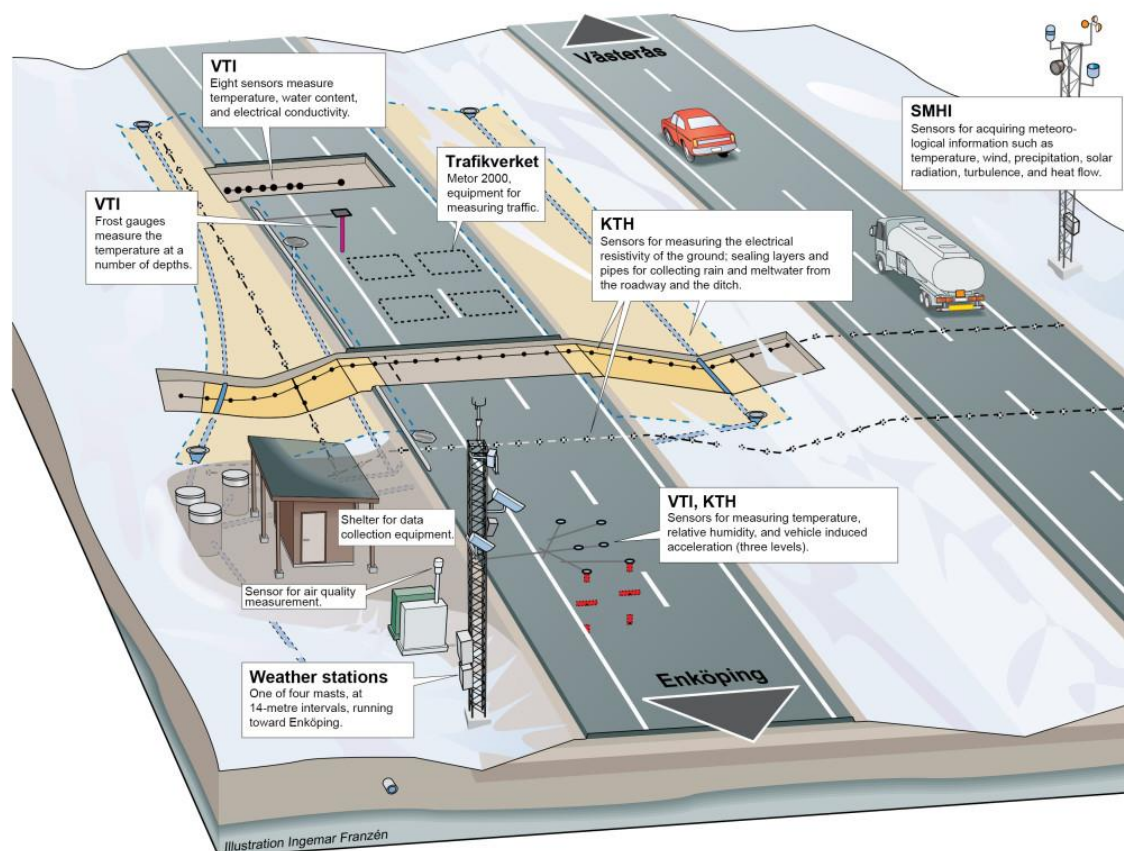 Västerås
VTI
Eight sensors measure
temperature, water content,
and electrical conductivity.
SMHI
Sensors for acquiring meteoro-
logical information such as
temperature, wind, precipitation, solar
radiation, turbulence, and heat flow.
Trafikverket
Metor 2000,
equipment for
measuring traffic.
VTI
Frost gauges
measure the
temperature at a
number of depths.
KTH
Sensors for measuring the electrical
resistivity of the ground; sealing layers and
pipes for collecting rain and meltwater from
the roadway and the ditch.
VTI, KTH
Sensors for measuring temperature,
relative humidity, and vehicle induced
acceleration (three levels).
Shelter for data
collection equipment.
Sensor for air quality
measurement.
Weather stations
One of four masts, at
14-metre intervals, running
toward Enköping.
Enköping
Illustration Ingemar Franzén